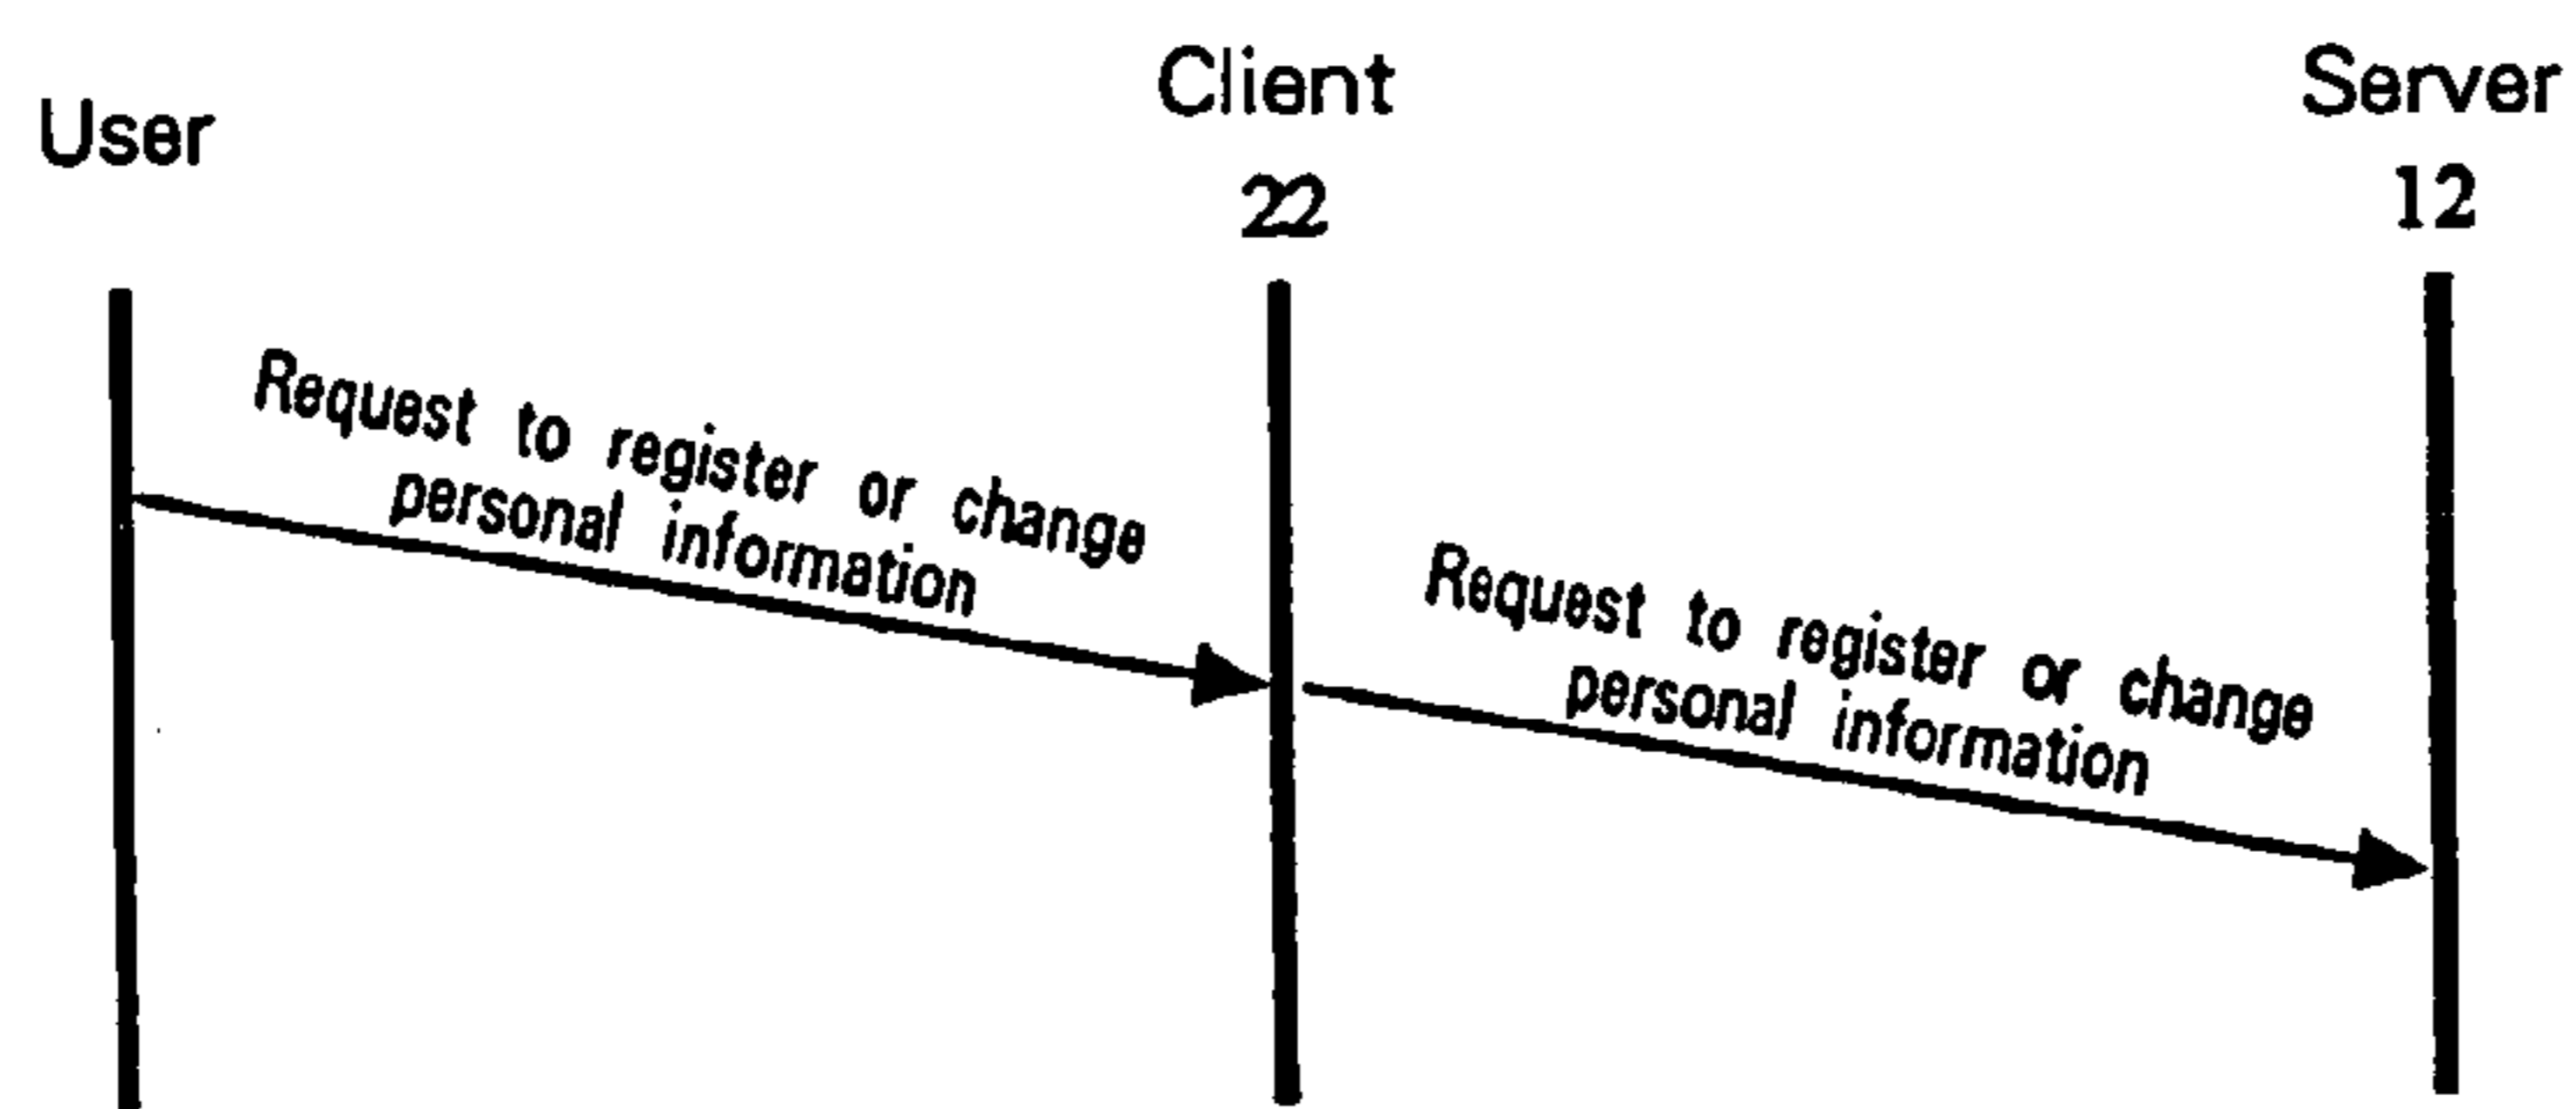 User
Client
22
Server
12
Request to register or change
personal information
Request to register or change
personal information